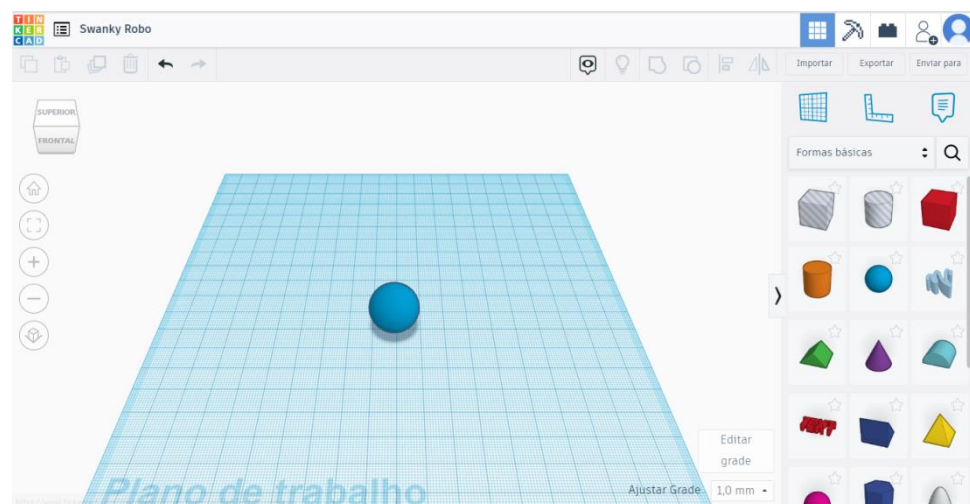 TIN
KER
CAD
Swanky Robo
Importar
Exportar
Enviar para
SUPERIOR
FRONTAL
Formas básicas
TEXT
Editar
grade
Ajustar Grade
1,0 mm
Plano de trabalho